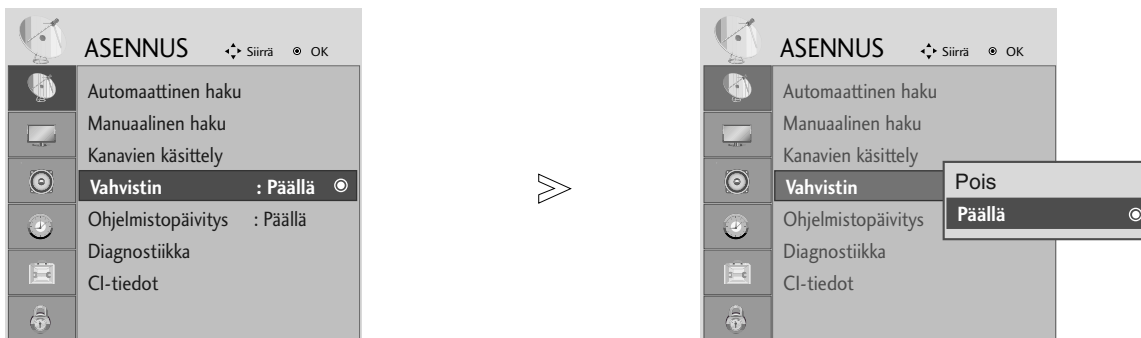 ASENNUS Siirrä OK
Automaattinen haku
Manuaalinen haku
Kanavien käsittely
Vahvistin : Päällä
Ohjelmistopäivitys : Päällä
Diagnostiikka
CI-tiedot
ASENNUS Siirrä OK
Automaattinen haku
Manuaalinen haku
Kanavien käsittely
Vahvistin
Pois
Päällä
Ohjelmistopäivitys
Diagnostiikka
CI-tiedot